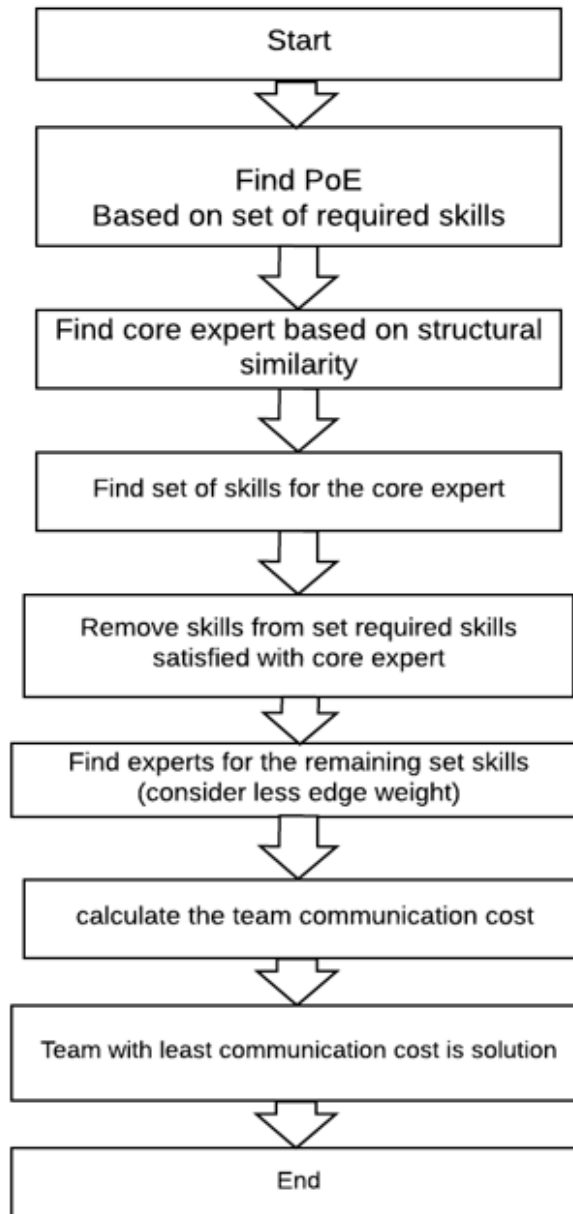 Start
Find PoE
Based on set of required skills
Find core expert based on structural
similarity
Find set of skills for the core expert
Remove skills from set required skills
satisfied with core expert
Find experts for the remaining set skills
(consider less edge weight)
calculate the team communication cost
Team with least communication cost is solution
End